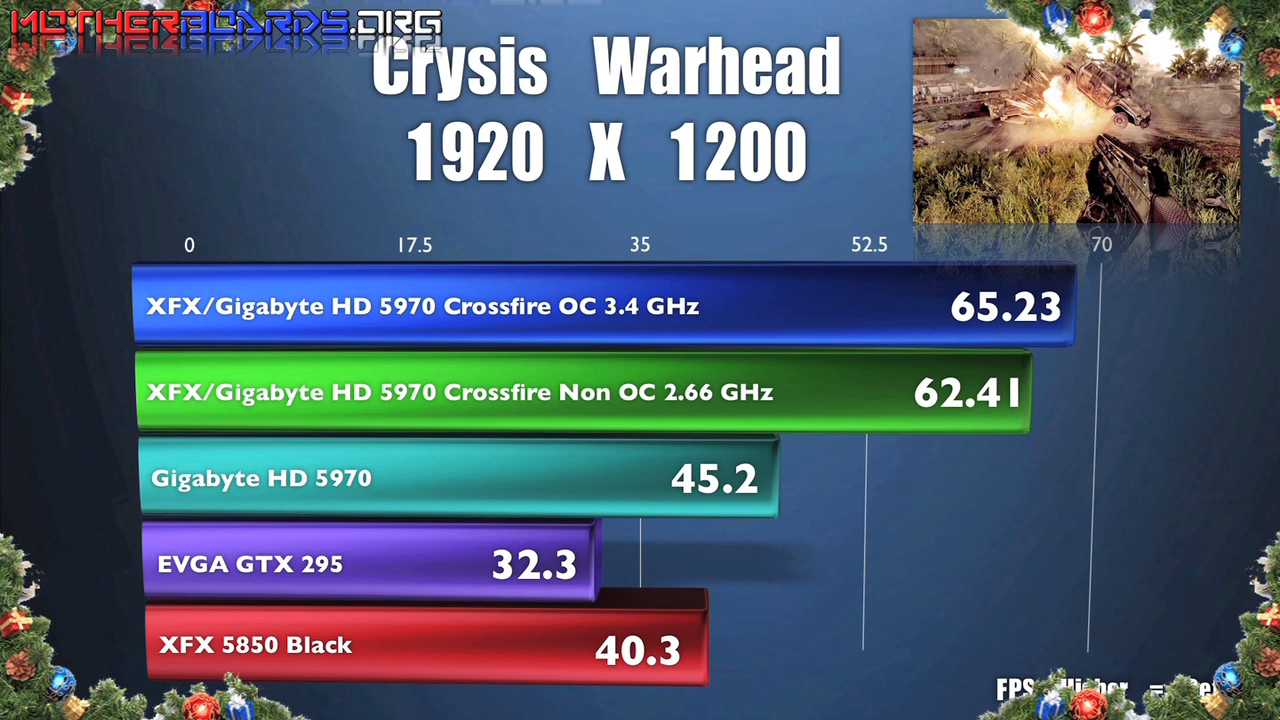 MOTHERBOARDS.ORG
Crysis Warhead
1920 X 1200
0 17.5 35 52.5 70
XFX/Gigabyte HD 5970 Crossfire OC 3.4 GHz 65.23
XFX/Gigabyte HD 5970 Crossfire Non OC 2.66 GHz 62.41
Gigabyte HD 5970 45.2
EVGA GTX 295 32.3
XFX 5850 Black 40.3
FPS Higher =